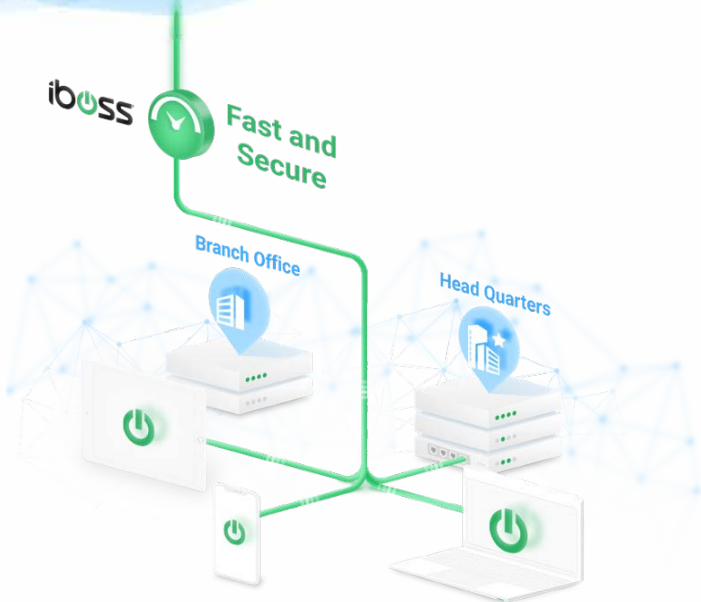 iboss
Fast and
Secure
Branch Office
Head Quarters